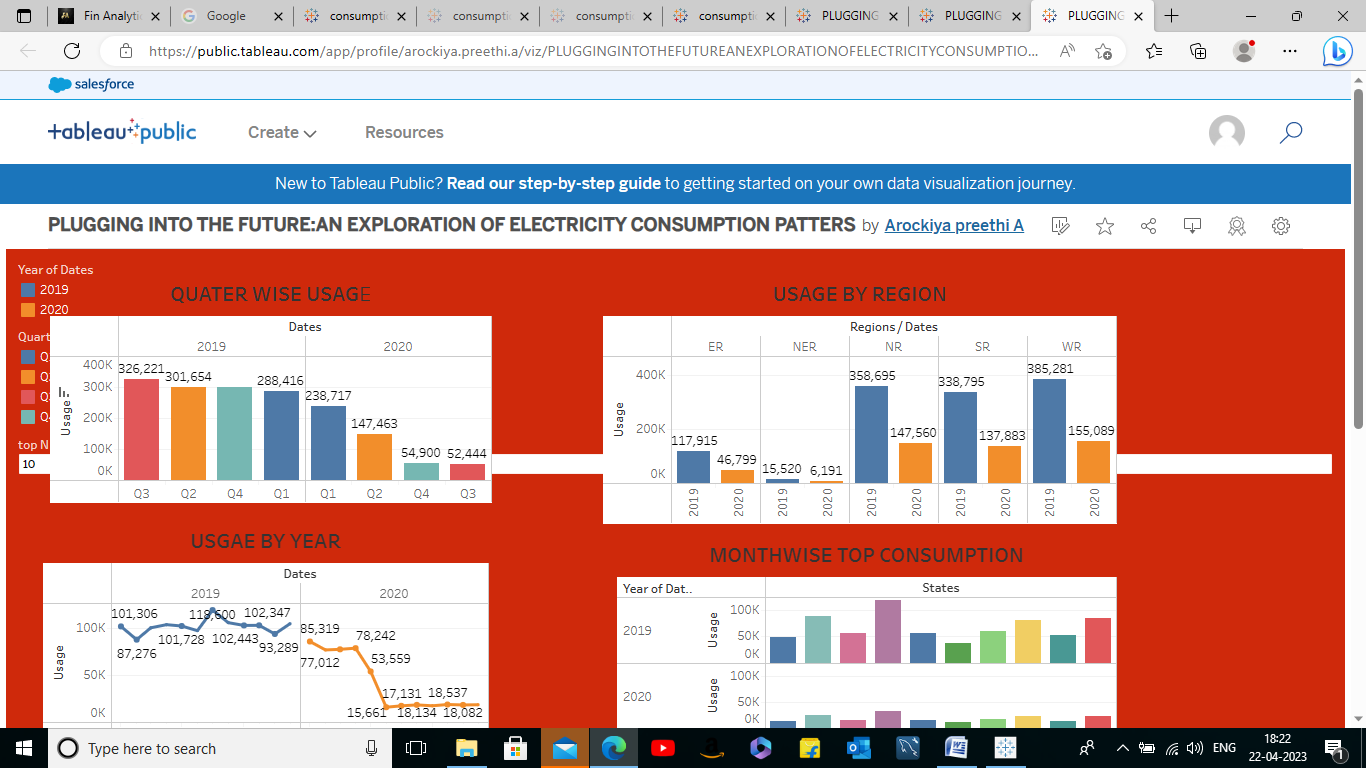 Fin Analyti
Google
consumpti
consumptio
consumpti
consumptio
PLUGGING
PLUGGING
PLUGGING
https://public.tableau.com/app/profile/arockiya.preethi.a/viz/PLUGGINGINTOTHEFUTUREANEXPLORATIONOFELECTRICITYCONSUMPTIO...
salesforce
+ableau+public
Create
Resources
New to Tableau Public? Read our step-by-step guide to getting started on your own data visualization journey.
PLUGGING INTO THE FUTURE:AN EXPLORATION OF ELECTRICITY CONSUMPTION PATTERS by Arockiya preethi A
Year of Dates
2019
2020
Quart
Q
Q
Q
Q
top N
10
QUATER WISE USAGE
Dates
2019 2020
Usage
400K
300K
200K
100K
0K
326,221
301,654
288,416
238,717
147,463
54,900
52,444
Q3 Q2 Q4 Q1 Q1 Q2 Q4 Q3
USAGE BY REGION
Regions / Dates
ER NER NR SR WR
Usage
400K
200K
0K
117,915
46,799
15,520
6,191
358,695
147,560
338,795
137,883
385,281
155,089
2019 2020 2019 2020 2019 2020 2019 2020 2019 2020
USGAE BY YEAR
Dates
2019 2020
Usage
100K
50K
0K
101,306
87,276
101,728
118,600
102,443
102,347
93,289
85,319
77,012
78,242
53,559
15,661
17,131
18,134
18,537
18,082
MONTHWISE TOP CONSUMPTION
Year of Dat..
States
2019
Usage
100K
50K
0K
2020
Usage
100K
50K
0K
Type here to search
ENG
18:22
22-04-2023
1